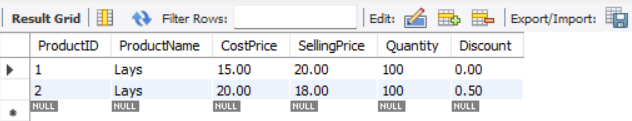 Result Grid Filter Rows: Edit: Export/Import:
ProductID ProductName CostPrice SellingPrice Quantity Discount
1 Lays 15.00 20.00 100 0.00
2 Lays 20.00 18.00 100 0.50
NULL NULL NULL NULL NULL NULL